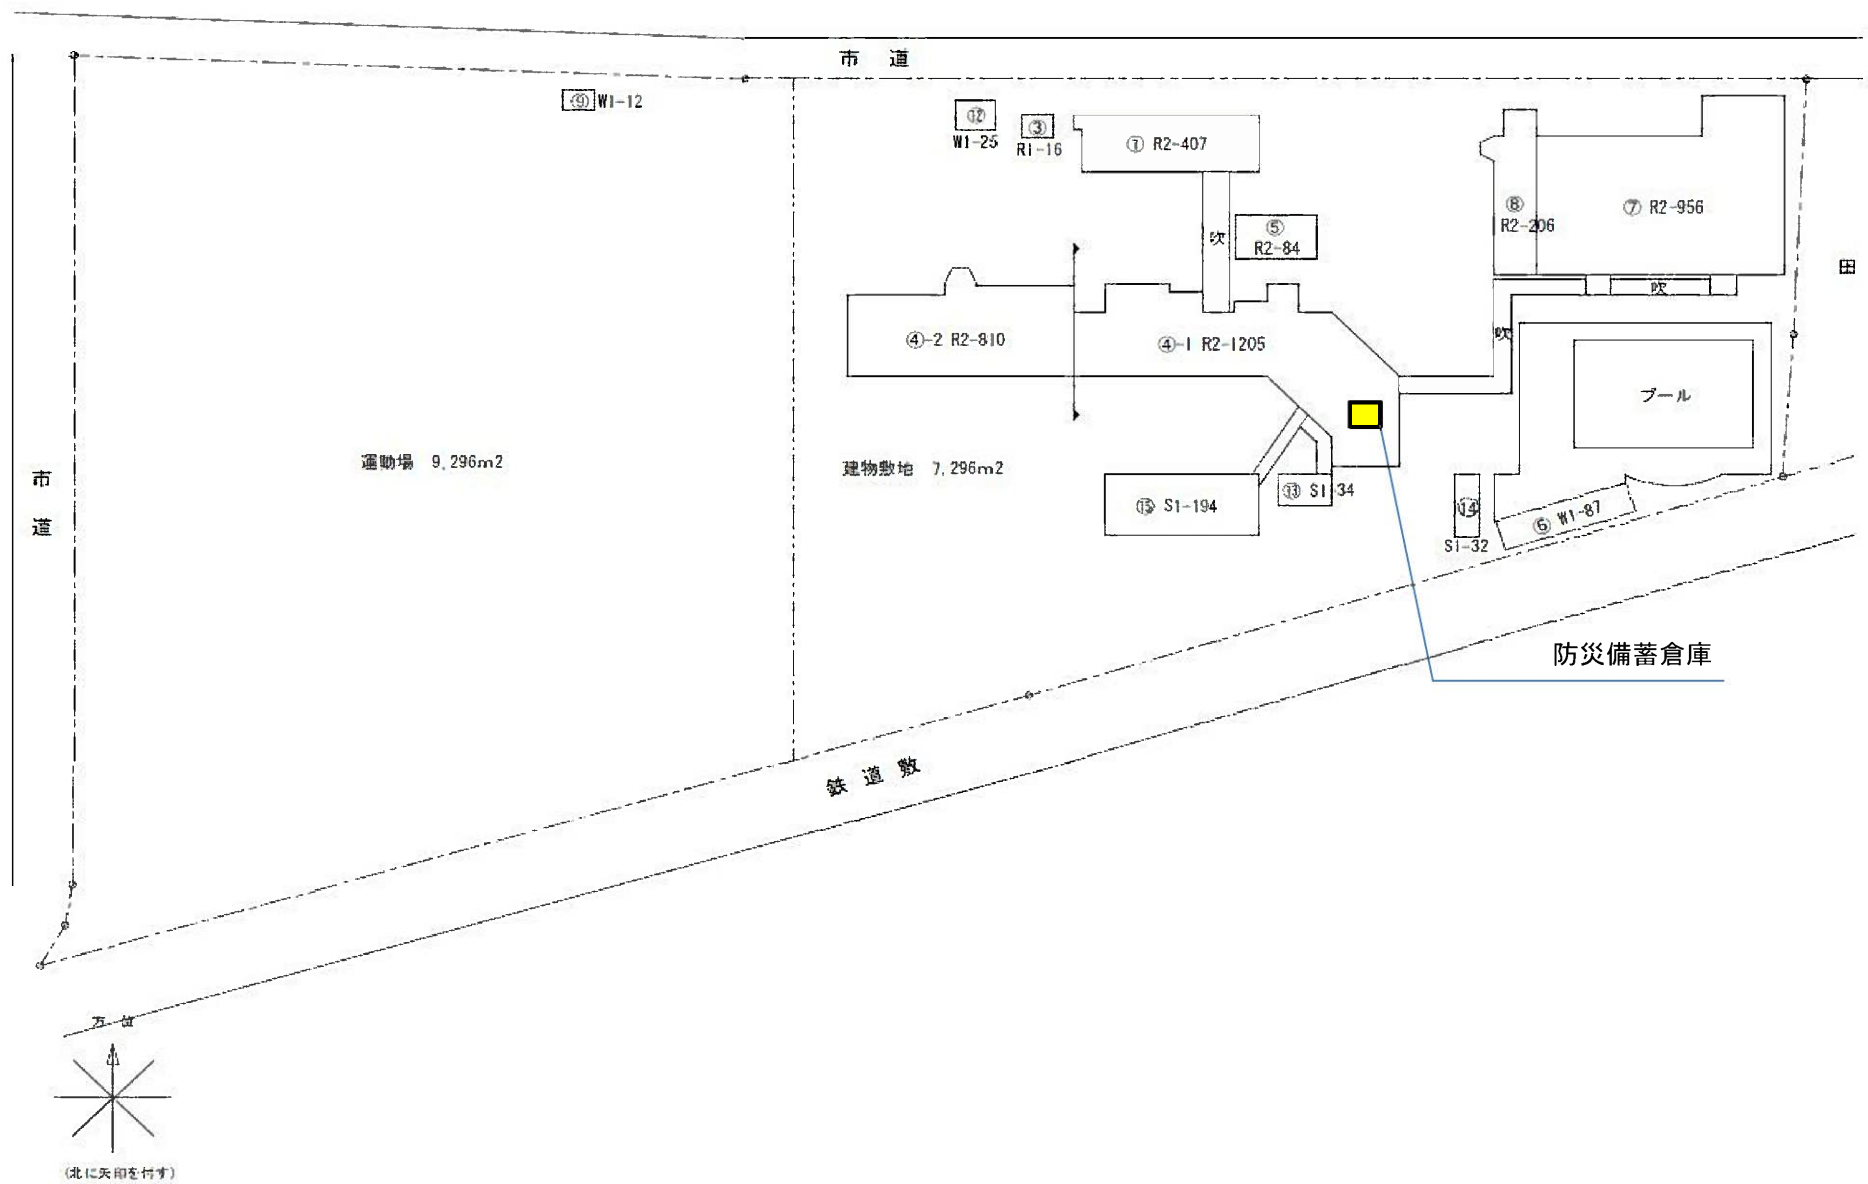 市 道
⑨ W1-12
⑫
W1-25
③
R1-16
① R2-407
⑤
R2-84
吹
⑧
R2-206
⑦ R2-956
田
吹
吹
④-2 R2-810
④-1 R2-1205
プール
運動場 9,296m2
建物敷地 7,296m2
市
道
⑮ S1-194
⑬ S1-34
⑭
S1-32
⑥ W1-87
防災備蓄倉庫
鉄 道 敷
方 位
(北に矢印を付す)